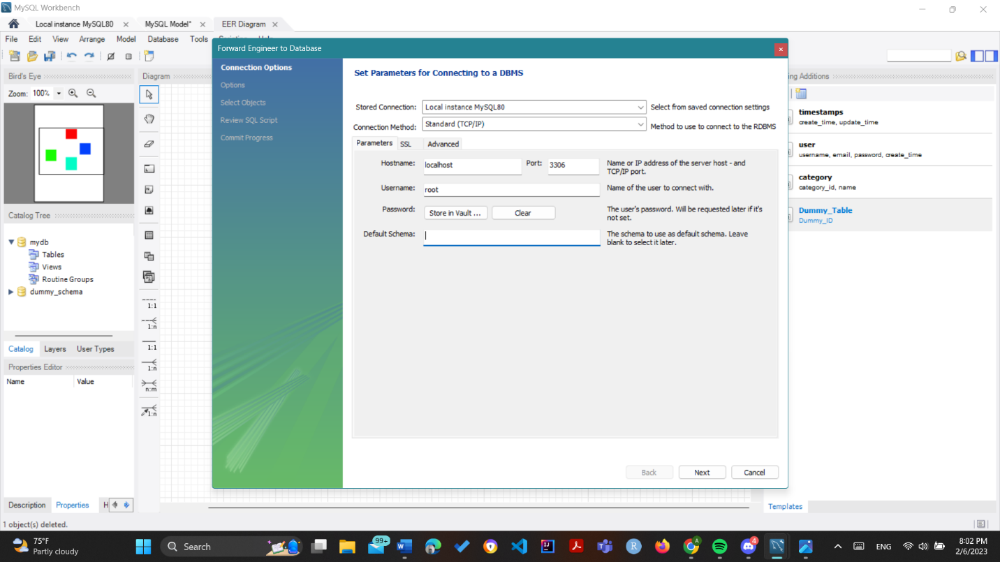 MySQL Workbench
Local instance MySQL80
MySQL Model*
EER Diagram
File Edit View Arrange Model Database Tools
Bird's Eye
Zoom: 100%
Catalog Tree
mydb
Tables
Views
Routine Groups
dummy_schema
Catalog Layers User Types
Properties Editor
Name Value
Description Properties H
1 object(s) deleted.
Diagram
1:1
1:n
1:1
1:n
n:m
1:n
Forward Engineer to Database
Connection Options
Options
Select Objects
Review SQL Script
Commit Progress
Set Parameters for Connecting to a DBMS
Stored Connection: Local instance MySQL80 Select from saved connection settings
Connection Method: Standard (TCP/IP) Method to use to connect to the RDBMS
Parameters SSL Advanced
Hostname: localhost Port: 3306 Name or IP address of the server host - and
TCP/IP port.
Username: root Name of the user to connect with.
Password: Store in Vault ... Clear The user's password. Will be requested later if it's
not set.
Default Schema: The schema to use as default schema. Leave
blank to select it later.
Back Next Cancel
Additions
timestamps
create_time, update_time
user
username, email, password, create_time
category
category_id, name
Dummy_Table
Dummy_ID
Templates
75°F
Partly cloudy
Search
99+
4
A
ENG
8:02 PM
2/6/2023